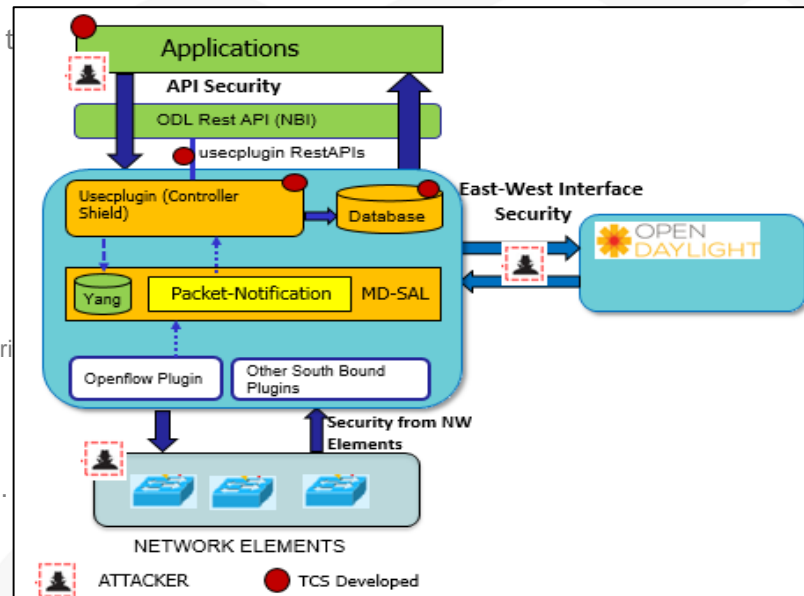 t
Applications
API Security
ODL Rest API (NBI)
usecplugin RestAPIs
Usecplugin (Controller
Shield)
Database
East-West Interface
Security
OPEN
DAYLIGHT
Yang
Packet-Notification
MD-SAL
ri
Openflow Plugin
Other South Bound
Plugins
Security from NW
Elements
.
NETWORK ELEMENTS
ATTACKER
TCS Developed